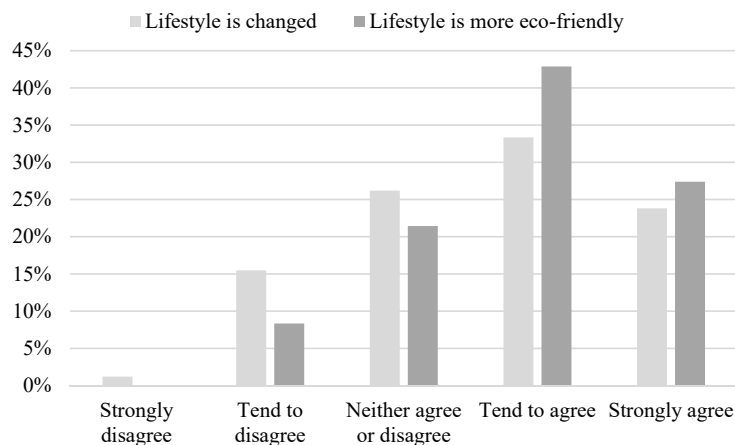 Lifestyle is changed Lifestyle is more eco-friendly
45%
40%
35%
30%
25%
20%
15%
10%
5%
0%
Strongly disagree
Tend to disagree
Neither agree or disagree
Tend to agree
Strongly agree